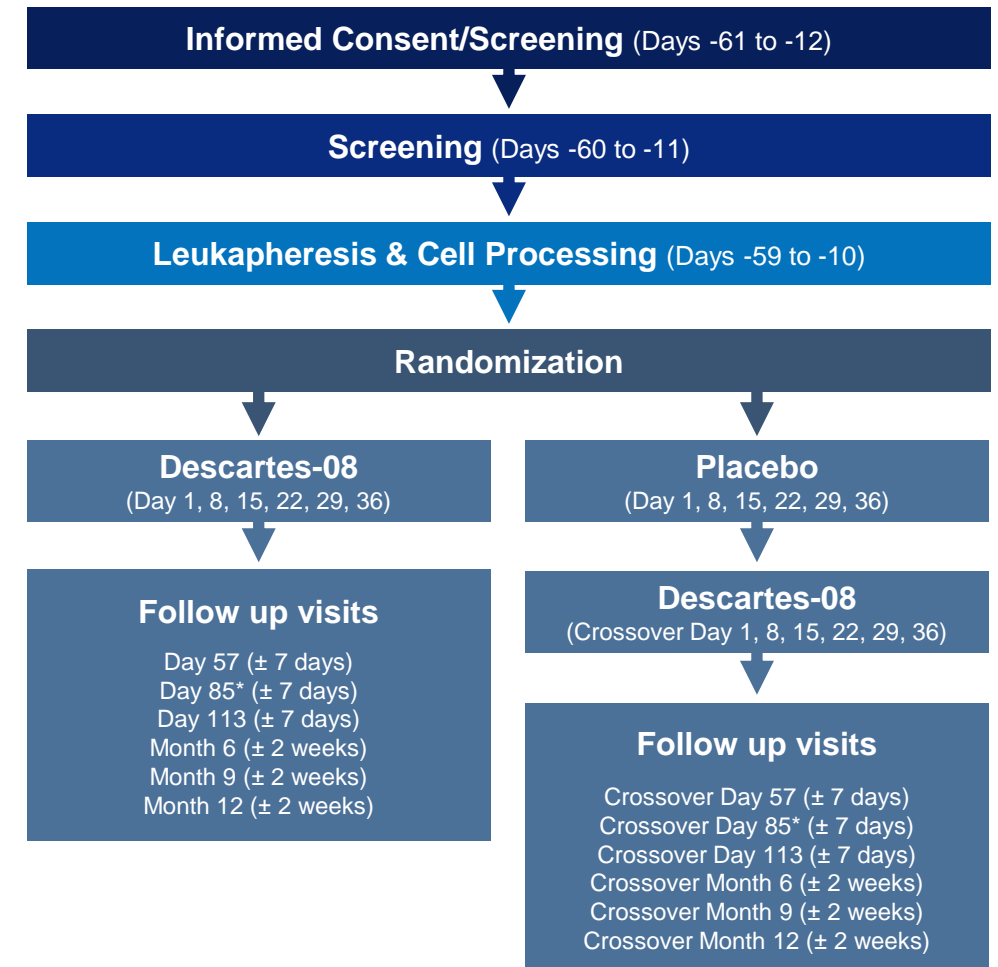 Informed Consent/Screening (Days -61 to -12)
Screening (Days -60 to -11)
Leukapheresis & Cell Processing (Days -59 to -10)
Randomization
Descartes-08
(Day 1, 8, 15, 22, 29, 36)
Follow up visits
Day 57 (± 7 days)
Day 85* (± 7 days)
Day 113 (± 7 days)
Month 6 (± 2 weeks)
Month 9 (± 2 weeks)
Month 12 (± 2 weeks)
Placebo
(Day 1, 8, 15, 22, 29, 36)
Descartes-08
(Crossover Day 1, 8, 15, 22, 29, 36)
Follow up visits
Crossover Day 57 (± 7 days)
Crossover Day 85* (± 7 days)
Crossover Day 113 (± 7 days)
Crossover Month 6 (± 2 weeks)
Crossover Month 9 (± 2 weeks)
Crossover Month 12 (± 2 weeks)